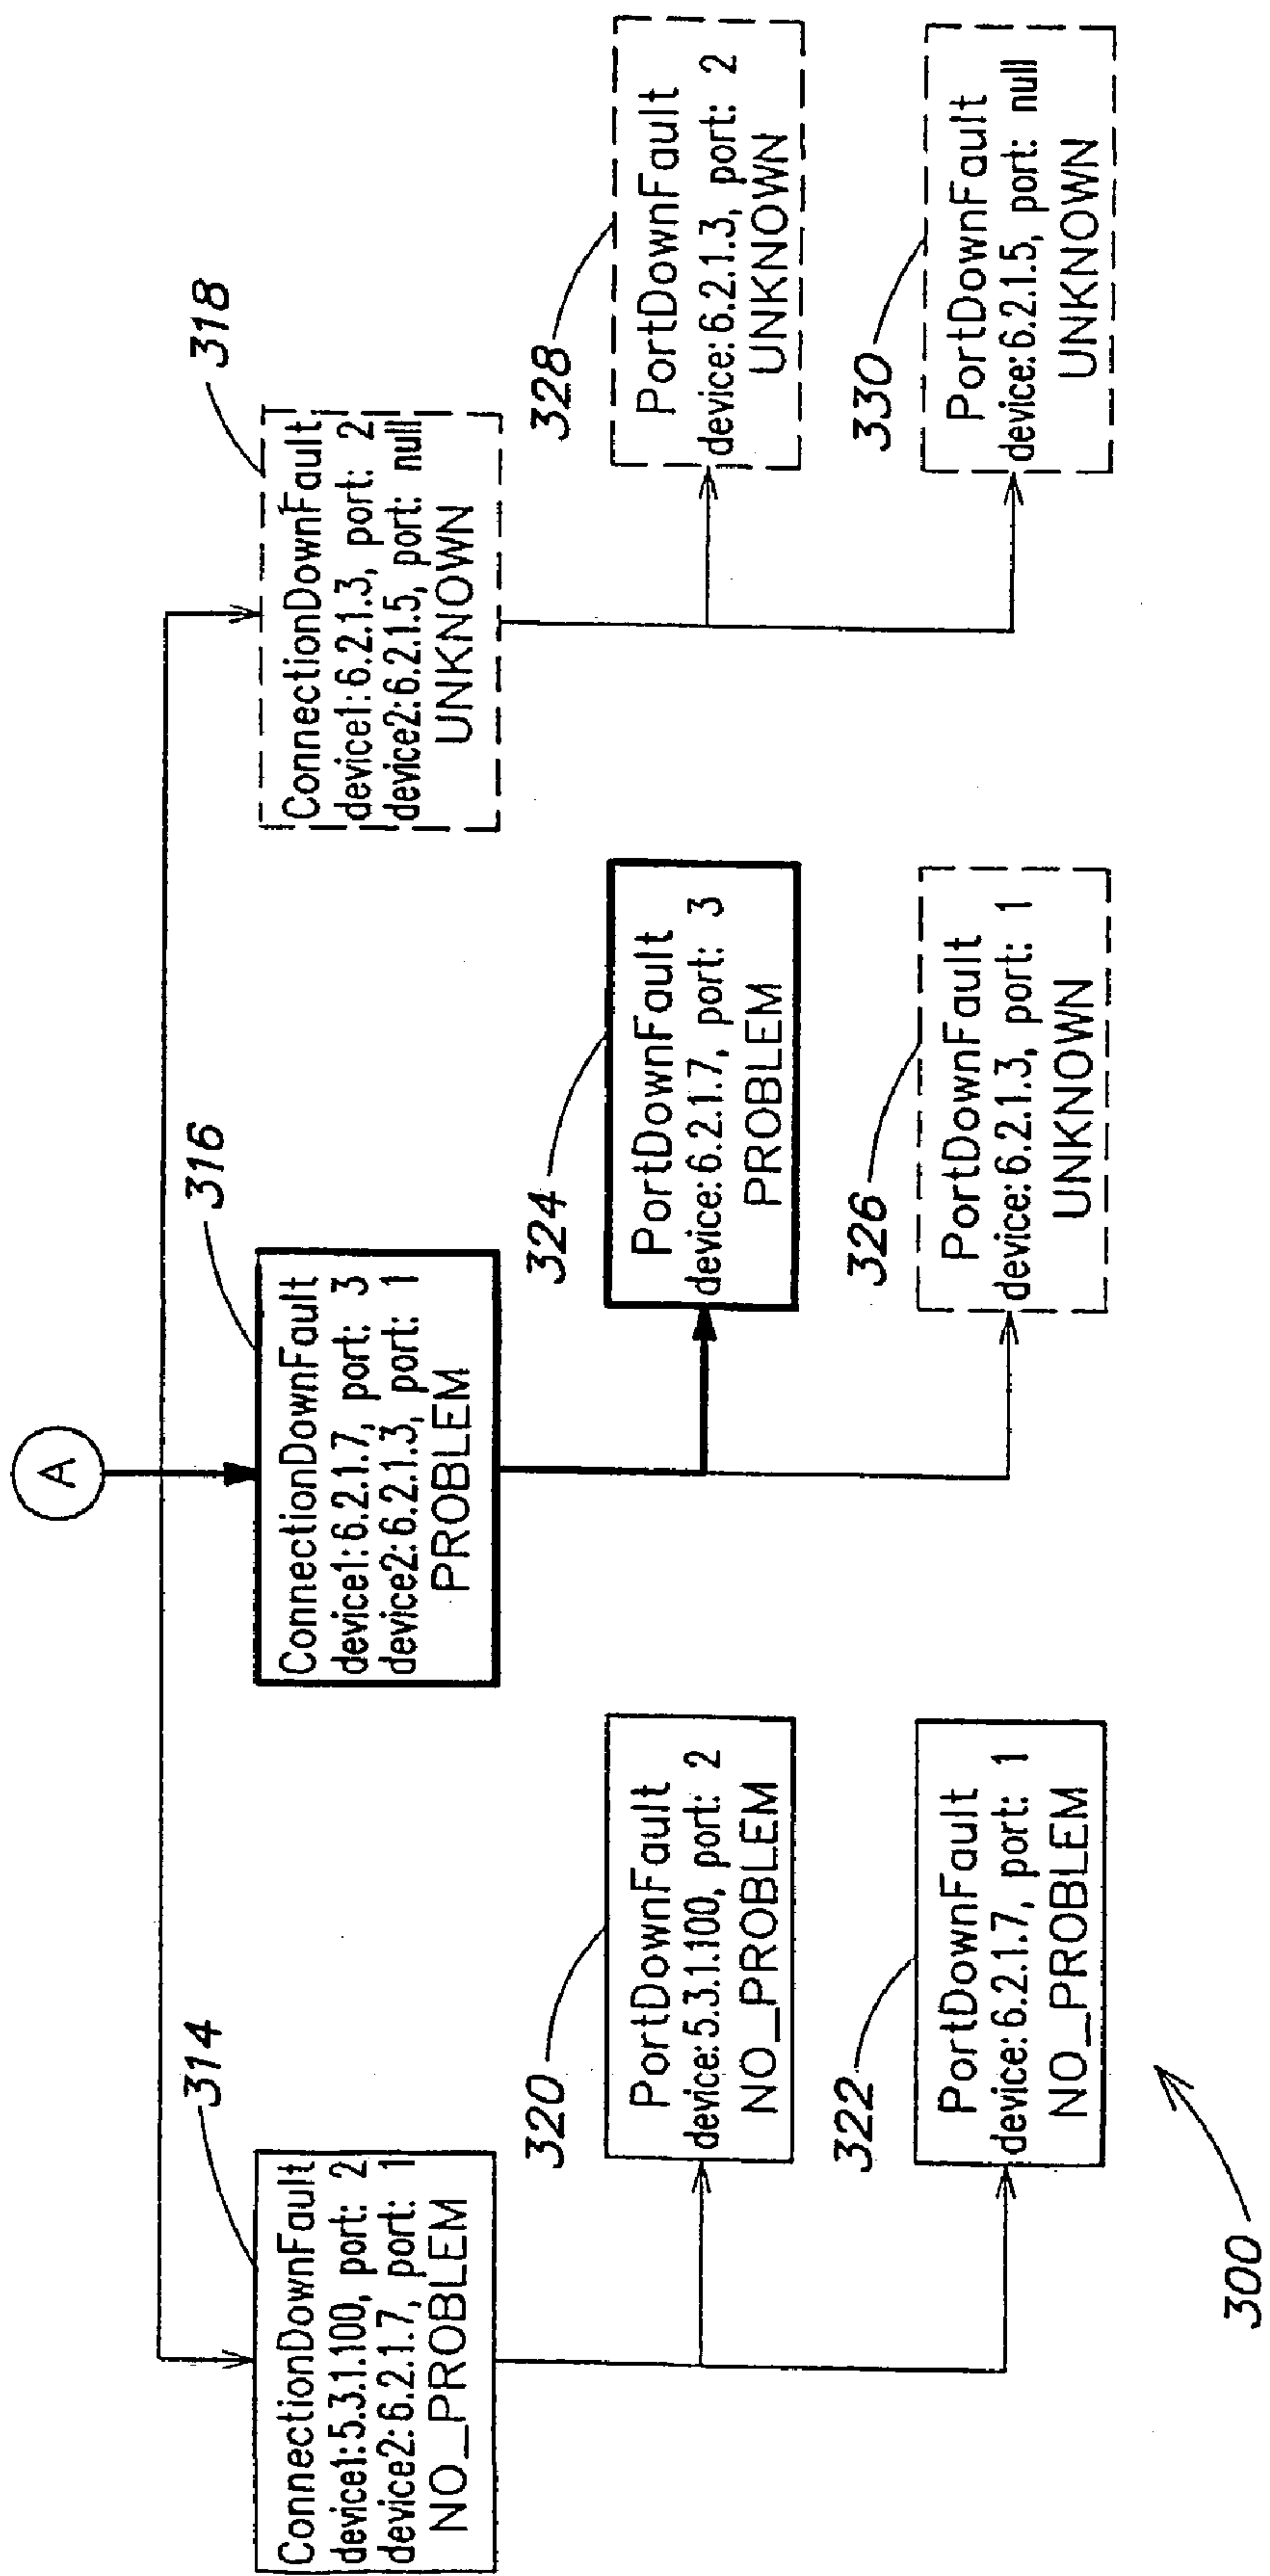 A
314
ConnectionDownFault
device1:5.3.1.100, port: 2
device2:6.2.1.7, port: 1
NO_PROBLEM
316
ConnectionDownFault
device1:6.2.1.7, port: 3
device2:6.2.1.3, port: 1
PROBLEM
318
ConnectionDownFault
device1:6.2.1.3, port: 2
device2:6.2.1.5, port: null
UNKNOWN
320
PortDownFault
device:5.3.1.100, port: 2
NO_PROBLEM
324
PortDownFault
device:6.2.1.7, port: 3
PROBLEM
328
PortDownFault
device:6.2.1.3, port: 2
UNKNOWN
322
PortDownFault
device:6.2.1.7, port: 1
NO_PROBLEM
326
PortDownFault
device:6.2.1.3, port: 1
UNKNOWN
330
PortDownFault
device:6.2.1.5, port: null
UNKNOWN
300